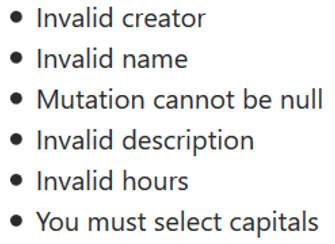 • Invalid creator
• Invalid name
• Mutation cannot be null
• Invalid description
• Invalid hours
• You must select capitals